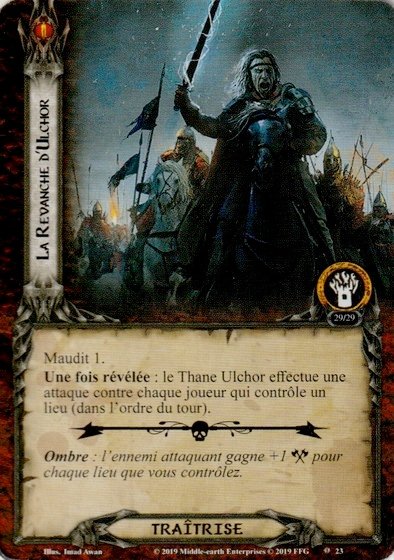 La Revanche d'Ulchor
29/29
Maudit 1.
Une fois révélée : le Thane Ulchor effectue une
attaque contre chaque joueur qui contrôle un
lieu (dans l'ordre du tour).
Ombre : l'ennemi attaquant gagne +1 pour
chaque lieu que vous contrôlez.
TRAÎTRISE
Illus. Imad Awan
© 2019 Middle-earth Enterprises © 2019 FFG
23